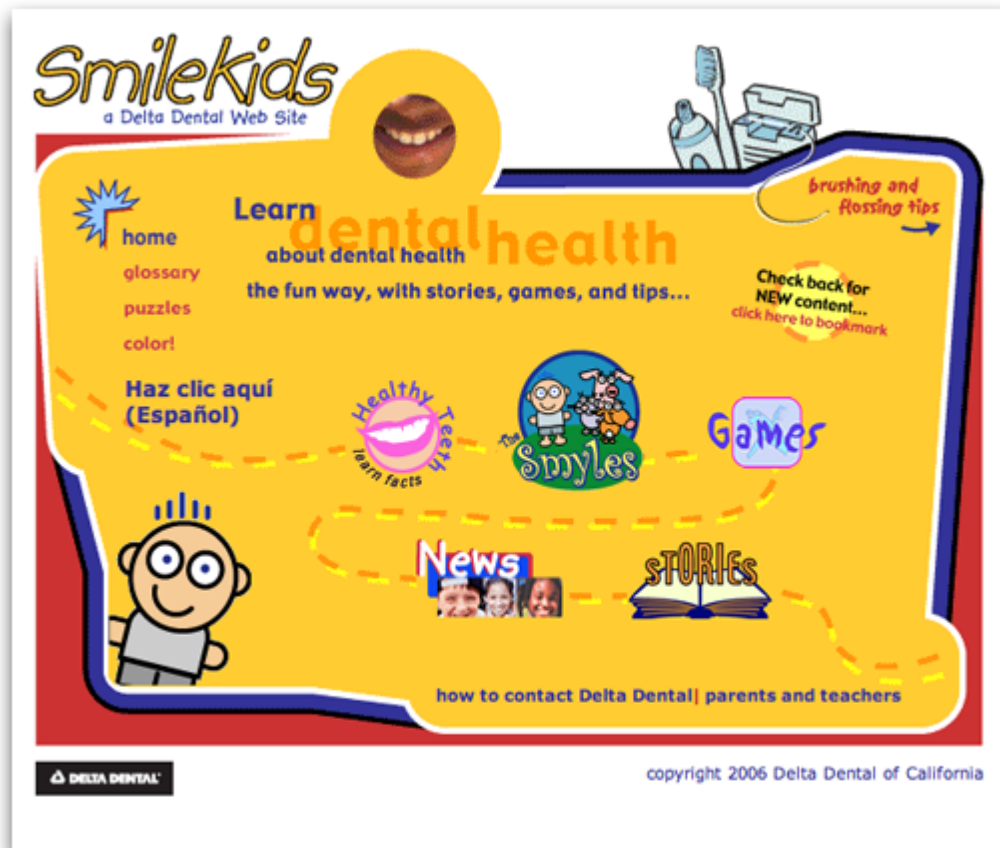 SmileKids
a Delta Dental Web Site
brushing and
flossing tips
Learn
dental health
about dental health
the fun way, with stories, games, and tips...
home
glossary
puzzles
color!
Haz clic aquí
(Español)
Check back for
NEW content...
click here to bookmark
Healthy Teeth
learn facts
The
Smyles
Games
News
STORIES
how to contact Delta Dental| parents and teachers
DELTA DENTAL
copyright 2006 Delta Dental of California